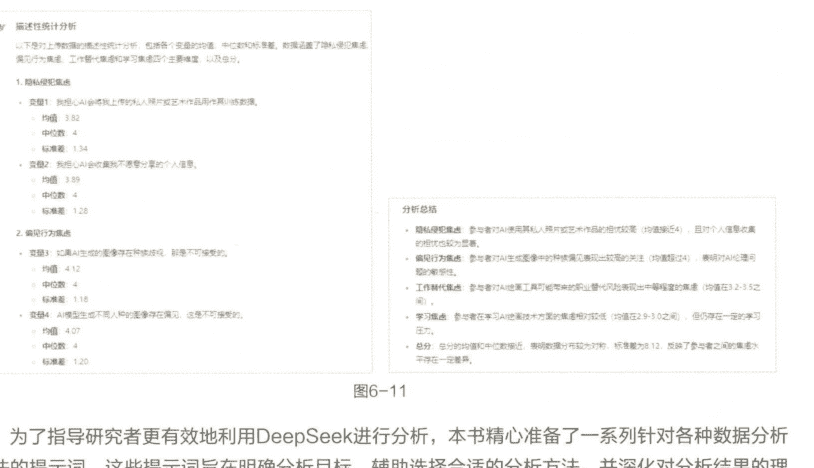 描述性统计分析
以下是对上传数据的描述性统计分析，包括各个变量的均值、中位数和标准差。数据涵盖了隐私侵犯焦虑、
偏见行为焦虑、工作替代焦虑和学习焦虑四个主要维度，以及总分。
1. 隐私侵犯焦虑
变量1：我担心AI会将我上传的私人照片或艺术作品用作其训练数据。
均值：3.82
中位数：4
标准差：1.34
变量2：我担心AI会收集我不愿意分享的个人信息。
均值：3.89
中位数：4
标准差：1.28
2. 偏见行为焦虑
变量3：如果AI生成的图像存在种族歧视，那是不可接受的。
均值：4.12
中位数：4
标准差：1.18
变量4：AI模型生成不同人种的图像存在偏见，这是不可接受的。
均值：4.07
中位数：4
标准差：1.20
分析总结
隐私侵犯焦虑：参与者对AI使用其私人照片或艺术作品的担忧较高（均值接近4），且对个人信息收集
的担忧也较为显著。
偏见行为焦虑：参与者对AI生成图像中的种族偏见表现出较高的关注（均值超过4），表明对AI伦理问
题的敏感性。
工作替代焦虑：参与者对AI绘画工具可能带来的职业替代风险表现出中等程度的焦虑（均值在3.2-3.5之
间）。
学习焦虑：参与者在学习AI绘画技术方面的焦虑相对较低（均值在2.9-3.0之间），但仍存在一定的学习
压力。
总分：总分的均值和中位数接近，表明数据分布较为对称，标准差为8.12，反映了参与者之间的焦虑水
平存在一定差异。
图6-11
为了指导研究者更有效地利用DeepSeek进行分析，本书精心准备了一系列针对各种数据分析
法的提示词，这些提示词旨在明确分析目标、辅助选择合适的分析方法，并深化对分析结果的理